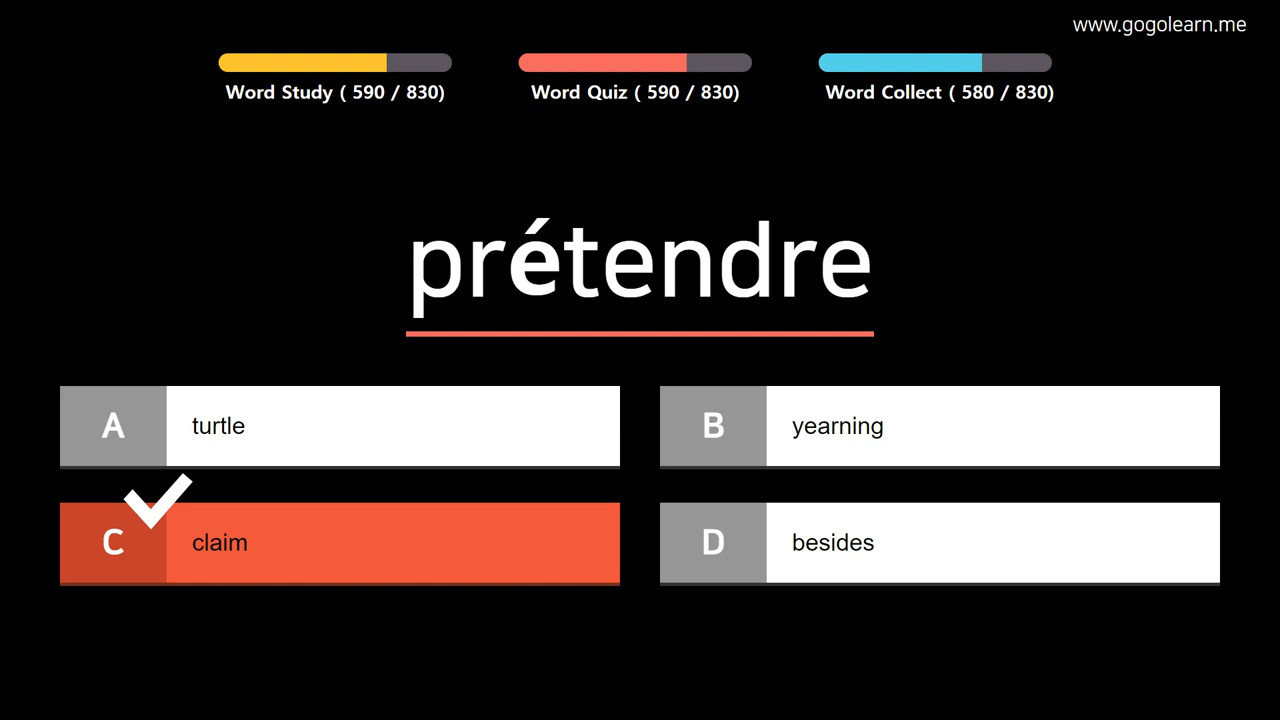 www.gogolearn.me
Word Study ( 590 / 830)
Word Quiz ( 590 / 830)
Word Collect ( 580 / 830)
prétendre
A turtle
B yearning
C claim
D besides